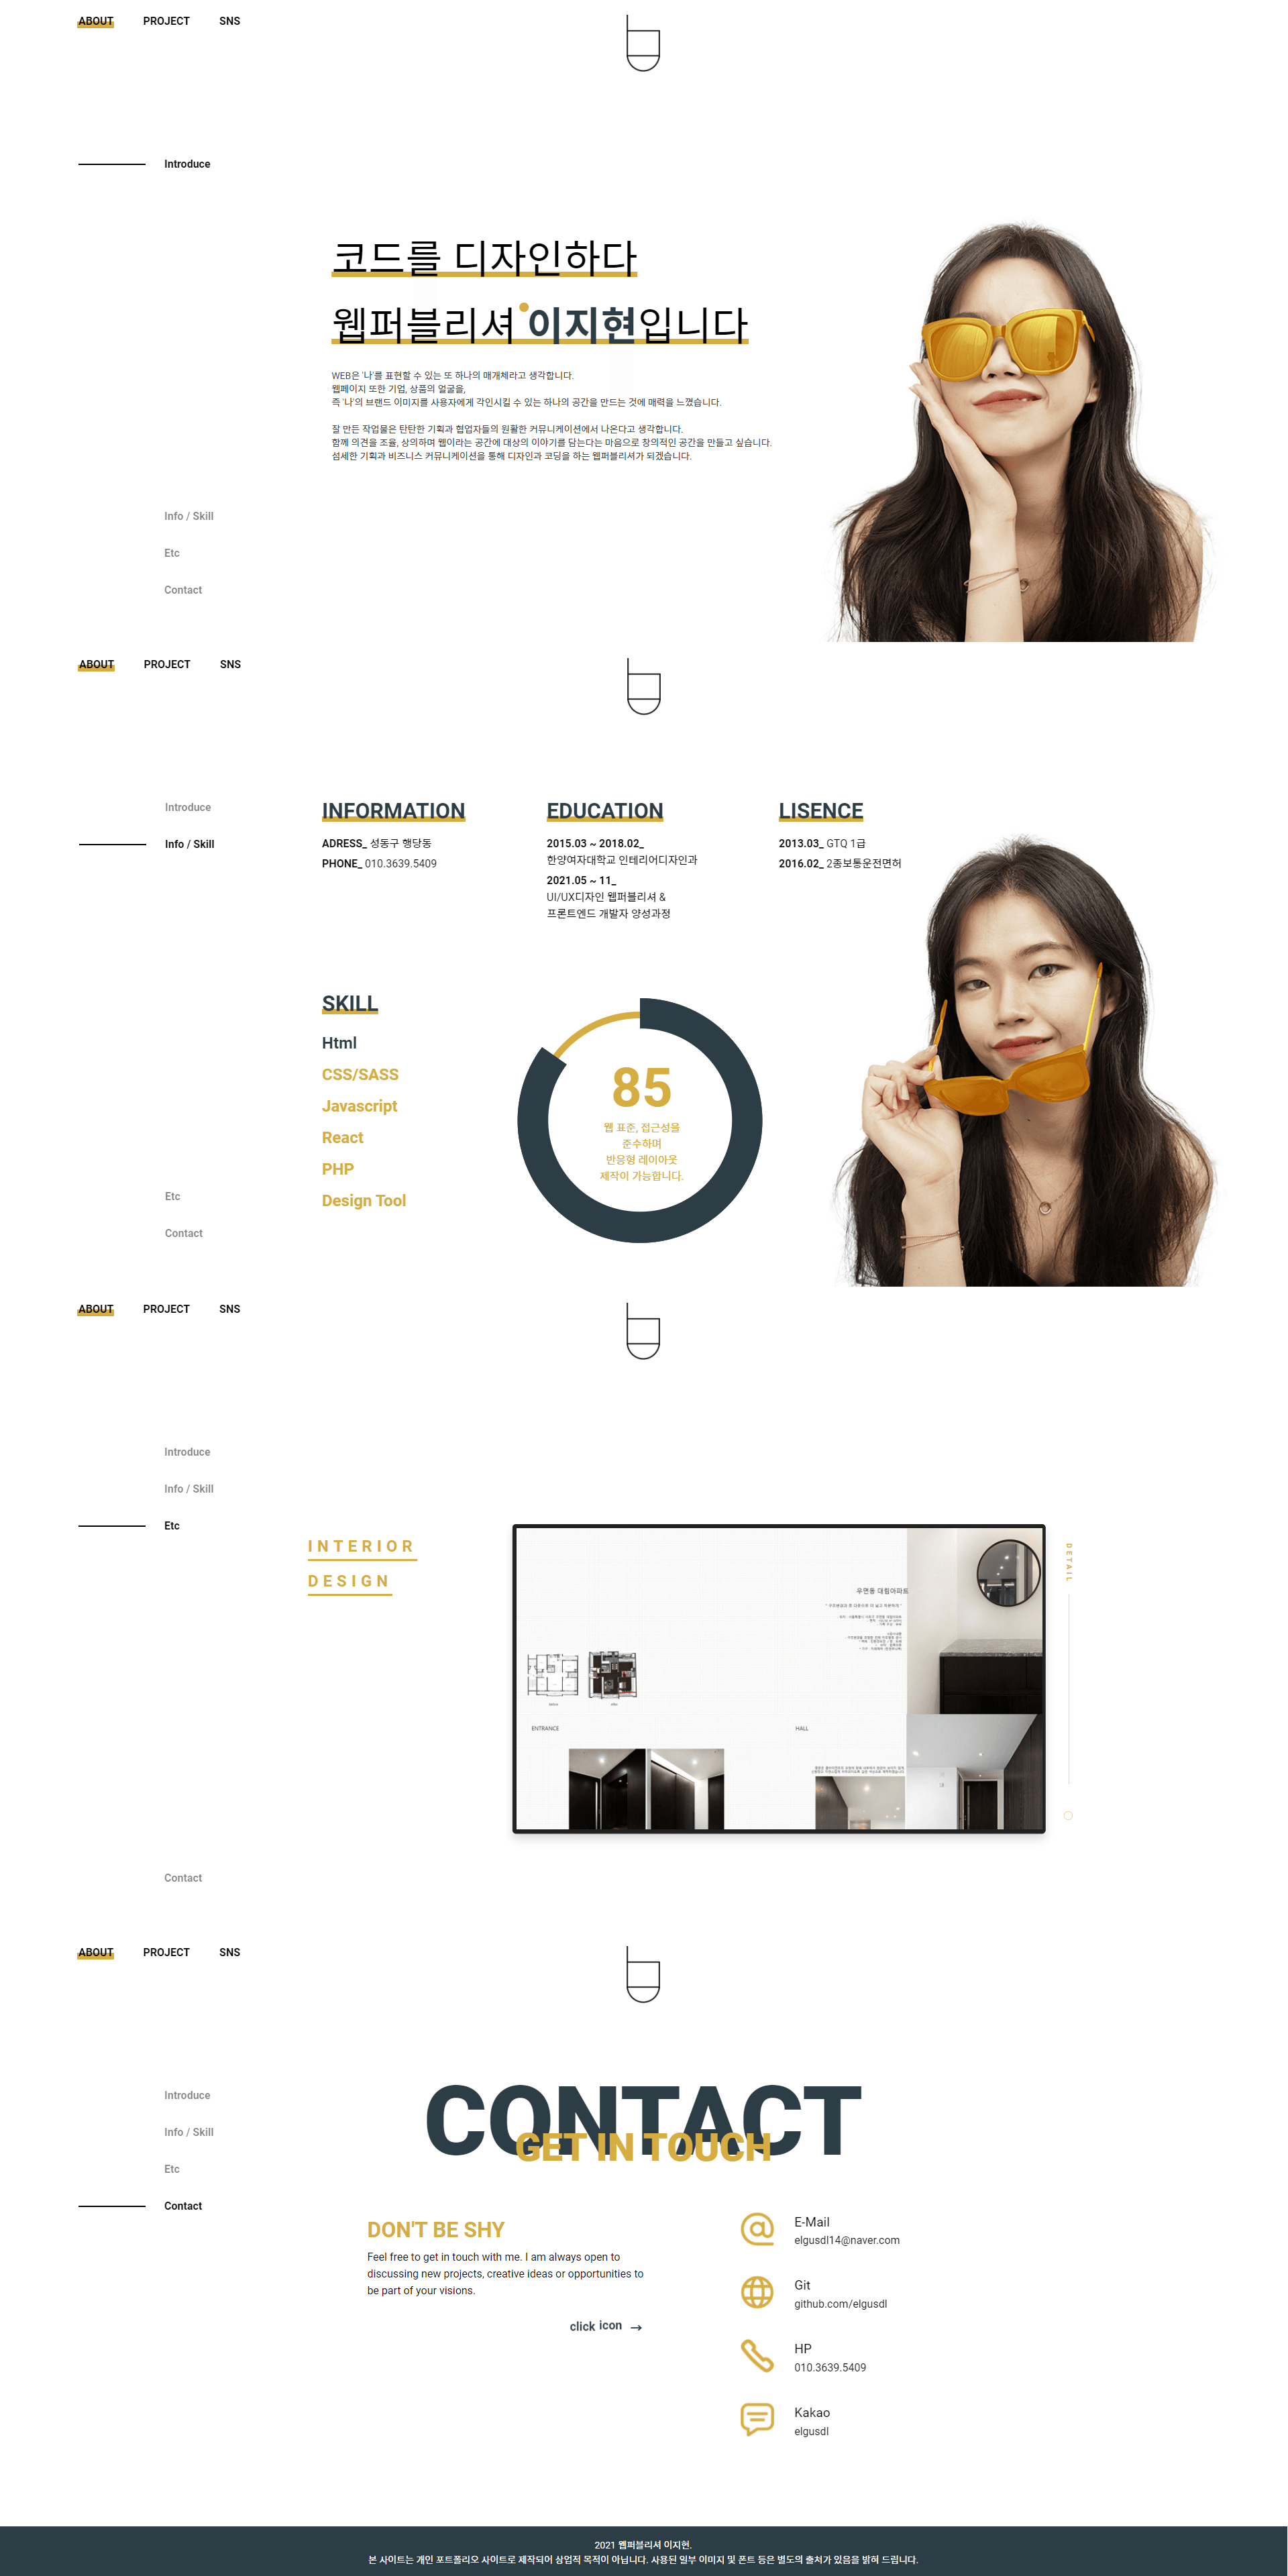 ABOUT PROJECT SNS
Introduce
코드를 디자인하다
웹퍼블리셔 이지현입니다
WEB은 '나'를 표현할 수 있는 또 하나의 매개체라고 생각합니다.
웹페이지 또한 기업, 상품의 얼굴을,
즉 '나'의 브랜드 이미지를 사용자에게 각인시킬 수 있는 하나의 공간을 만드는 것에 매력을 느꼈습니다.
잘 만든 작업물은 탄탄한 기획과 협업자들의 원활한 커뮤니케이션에서 나온다고 생각합니다.
함께 의견을 조율, 상의하며 웹이라는 공간에 대상의 이야기를 담는다는 마음으로 창의적인 공간을 만들고 싶습니다.
섬세한 기획과 비즈니스 커뮤니케이션을 통해 디자인과 코딩을 하는 웹퍼블리셔가 되겠습니다.
Info / Skill
Etc
Contact
ABOUT PROJECT SNS
Introduce
Info / Skill
INFORMATION
ADRESS_ 성동구 행당동
PHONE_ 010.3639.5409
EDUCATION
2015.03 ~ 2018.02_
한양여자대학교 인테리어디자인과
2021.05 ~ 11_
UI/UX디자인 웹퍼블리셔 &
프론트엔드 개발자 양성과정
LISENCE
2013.03_ GTQ 1급
2016.02_ 2종보통운전면허
SKILL
Html
CSS/SASS
Javascript
React
PHP
Design Tool
85
웹 표준, 접근성을
준수하며
반응형 레이아웃
제작이 가능합니다.
Etc
Contact
ABOUT PROJECT SNS
Introduce
Info / Skill
Etc
INTERIOR
DESIGN
우면동 대림아파트
before
after
ENTRANCE
HALL
DETAIL
Contact
ABOUT PROJECT SNS
Introduce
Info / Skill
Etc
Contact
CONTACT
GET IN TOUCH
DON'T BE SHY
Feel free to get in touch with me. I am always open to
discussing new projects, creative ideas or opportunities to
be part of your visions.
click icon →
E-Mail
elgusdl14@naver.com
Git
github.com/elgusdl
HP
010.3639.5409
Kakao
elgusdl
2021 웹퍼블리셔 이지현.
본 사이트는 개인 포트폴리오 사이트로 제작되어 상업적 목적이 아닙니다. 사용된 일부 이미지 및 폰트 등은 별도의 출처가 있음을 밝혀 드립니다.